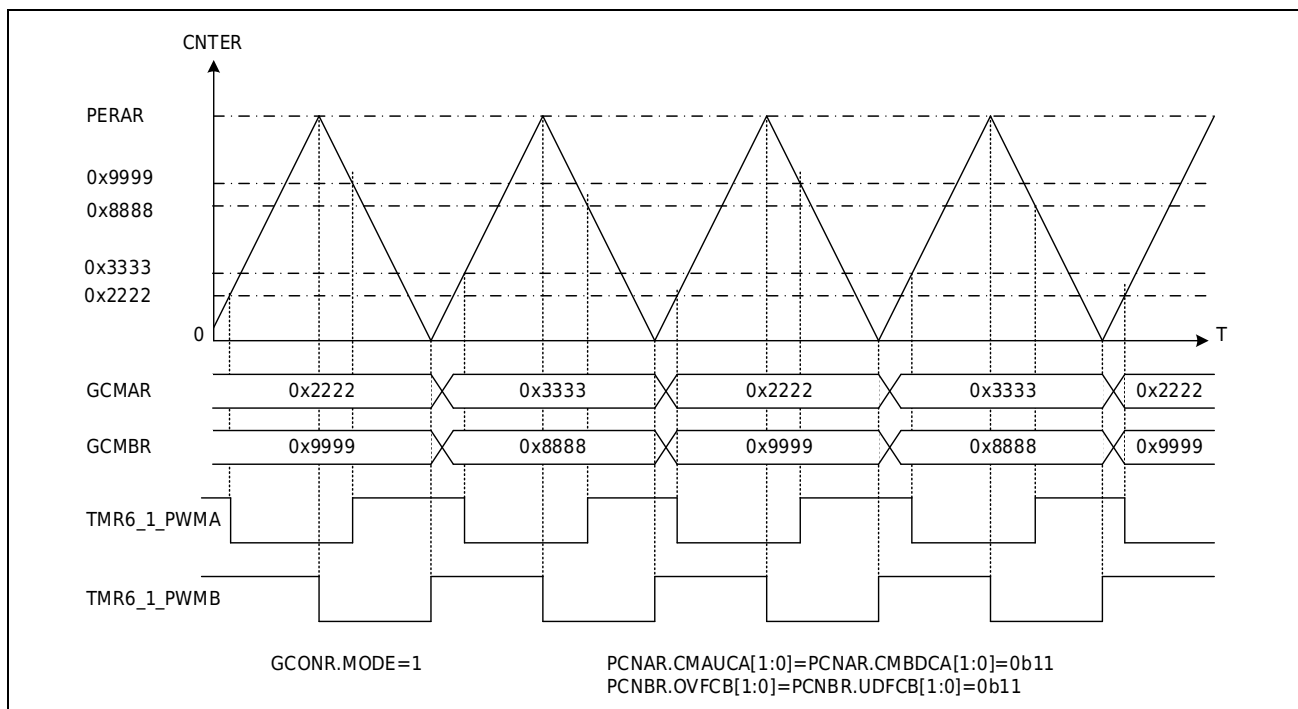 CNTER
PERAR
0x9999
0x8888
0x3333
0x2222
0
T
GCMAR 0x2222 0x3333 0x2222 0x3333 0x2222
GCMBR 0x9999 0x8888 0x9999 0x8888 0x9999
TMR6_1_PWMA
TMR6_1_PWMB
GCONR.MODE=1 PCNAR.CMAUCA[1:0]=PCNAR.CMBDCA[1:0]=0b11
PCNBR.OVFCB[1:0]=PCNBR.UDFCB[1:0]=0b11